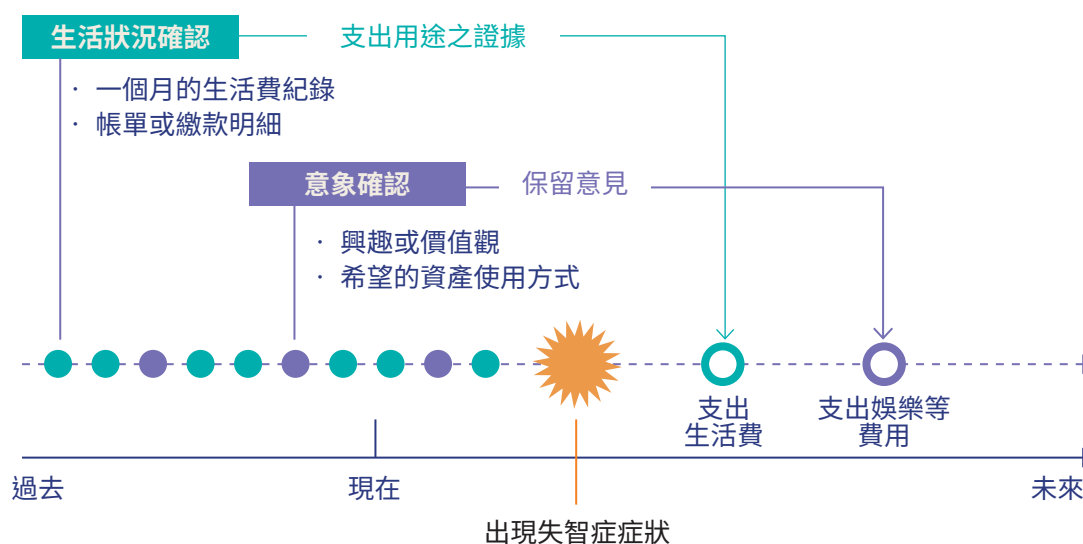 生活狀況確認
支出用途之證據
· 一個月的生活費紀錄
· 帳單或繳款明細
意象確認
保留意見
· 興趣或價值觀
· 希望的資產使用方式
支出
生活費
支出娛樂等
費用
過去
現在
未來
出現失智症症狀